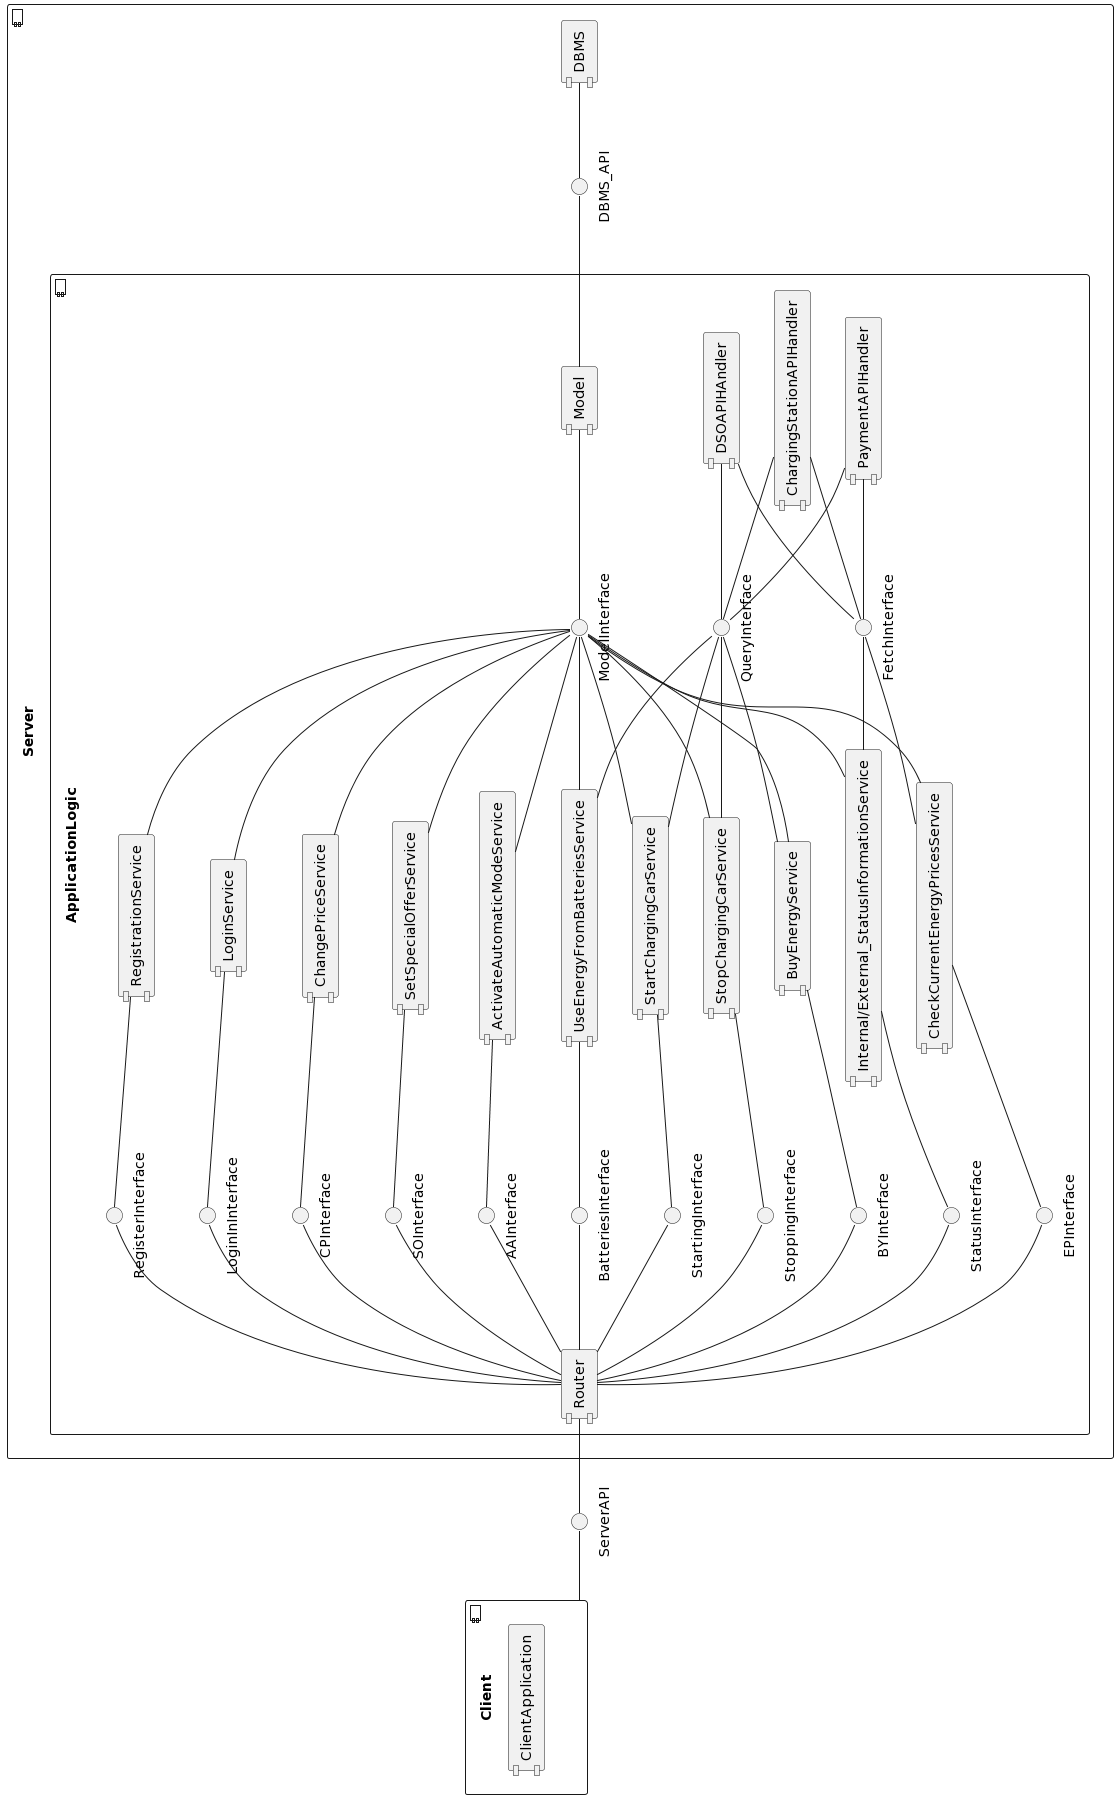 Server
DBMS
DBMS_API
ApplicationLogic
Model
DSOAPIHAndler
ChargingStationAPIHandler
PaymentAPIHandler
ModelInterface
QueryInterface
FetchInterface
RegistrationService
LoginService
ChangePriceService
SetSpecialOfferService
ActivateAutomaticModeService
UseEnergyFromBatteriesService
StartChargingCarService
StopChargingCarService
BuyEnergyService
Internal/External_StatusInformationService
CheckCurrentEnergyPricesService
RegisterInterface
LoginInInterface
CPInterface
SOInterface
AAInterface
BatteriesInterface
StartingInterface
StoppingInterface
BYInterface
StatusInterface
EPInterface
Router
ServerAPI
Client
ClientApplication